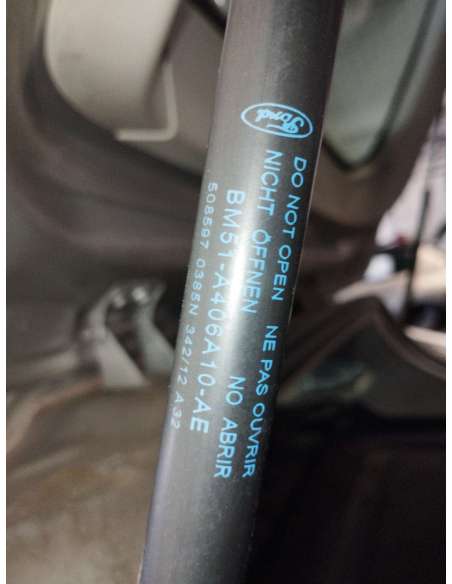 Ford
DO NOT OPEN NE PAS OUVRIR
NICHT ÖFFNEN NO ABRIR
BM51-A406A10-AE
508597 0385N 342/12 A32